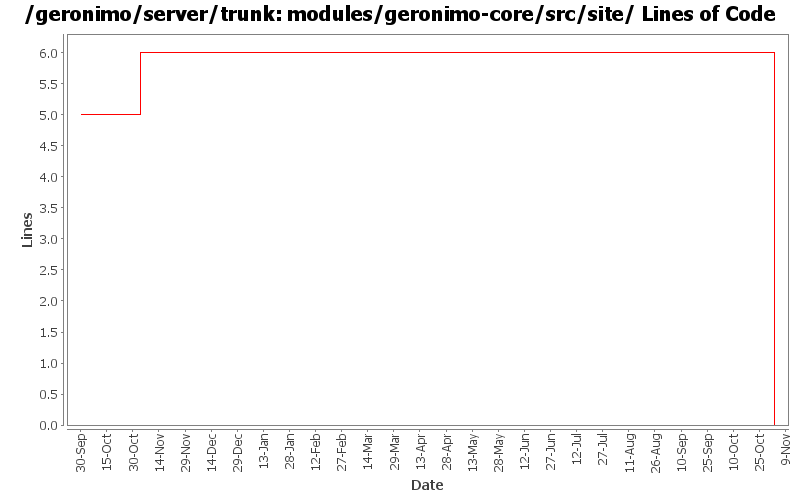 /geronimo/server/trunk: modules/geronimo-core/src/site/ Lines of Code
6.0
5.5
5.0
4.5
4.0
3.5
3.0
2.5
2.0
1.5
1.0
0.5
0.0
Lines
30-Sep
15-Oct
30-Oct
14-Nov
29-Nov
14-Dec
29-Dec
13-Jan
28-Jan
12-Feb
27-Feb
14-Mar
29-Mar
13-Apr
28-Apr
13-May
28-May
12-Jun
27-Jun
12-Jul
27-Jul
11-Aug
26-Aug
10-Sep
25-Sep
10-Oct
25-Oct
9-Nov
Date